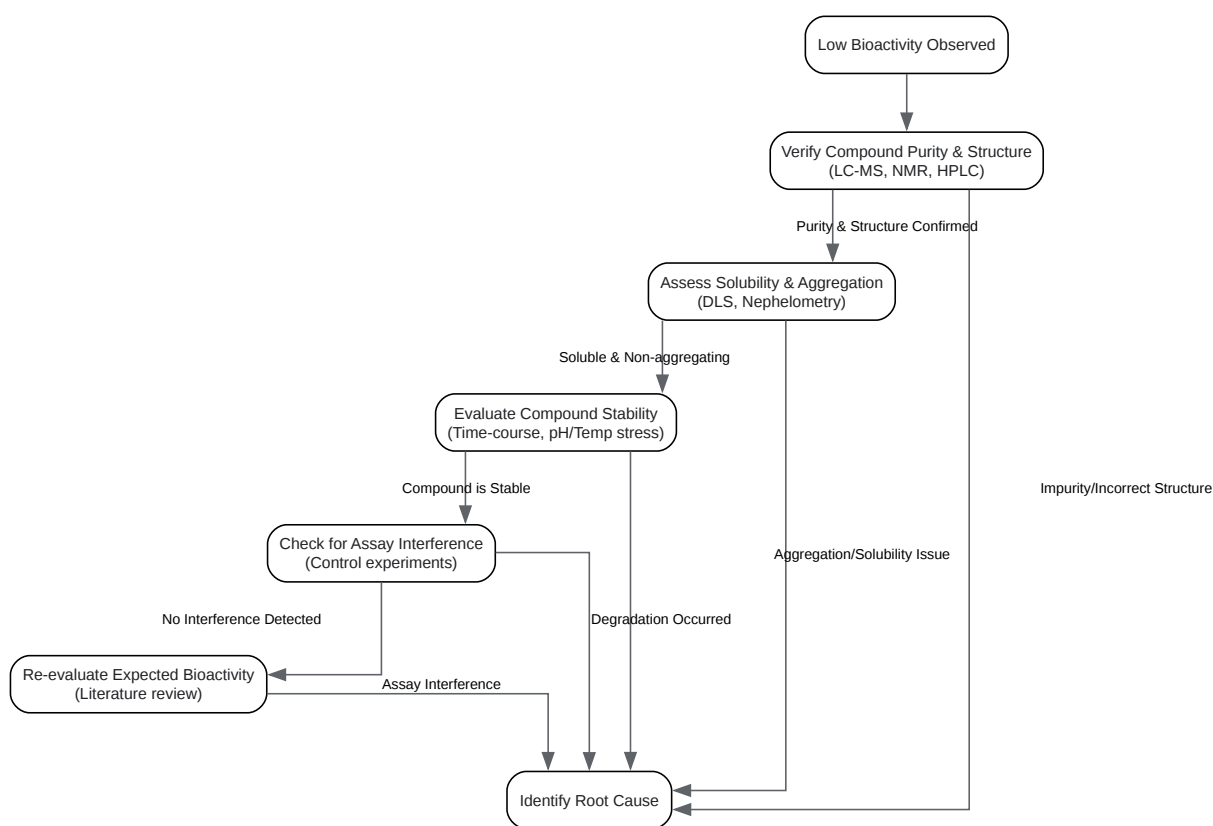 Low Bioactivity Observed
Verify Compound Purity & Structure
(LC-MS, NMR, HPLC)
Purity & Structure Confirmed
Assess Solubility & Aggregation
(DLS, Nephelometry)
Soluble & Non-aggregating
Evaluate Compound Stability
(Time-course, pH/Temp stress)
Compound is Stable
Impurity/Incorrect Structure
Check for Assay Interference
(Control experiments)
Aggregation/Solubility Issue
No Interference Detected
Degradation Occurred
Re-evaluate Expected Bioactivity
(Literature review)
Assay Interference
Identify Root Cause